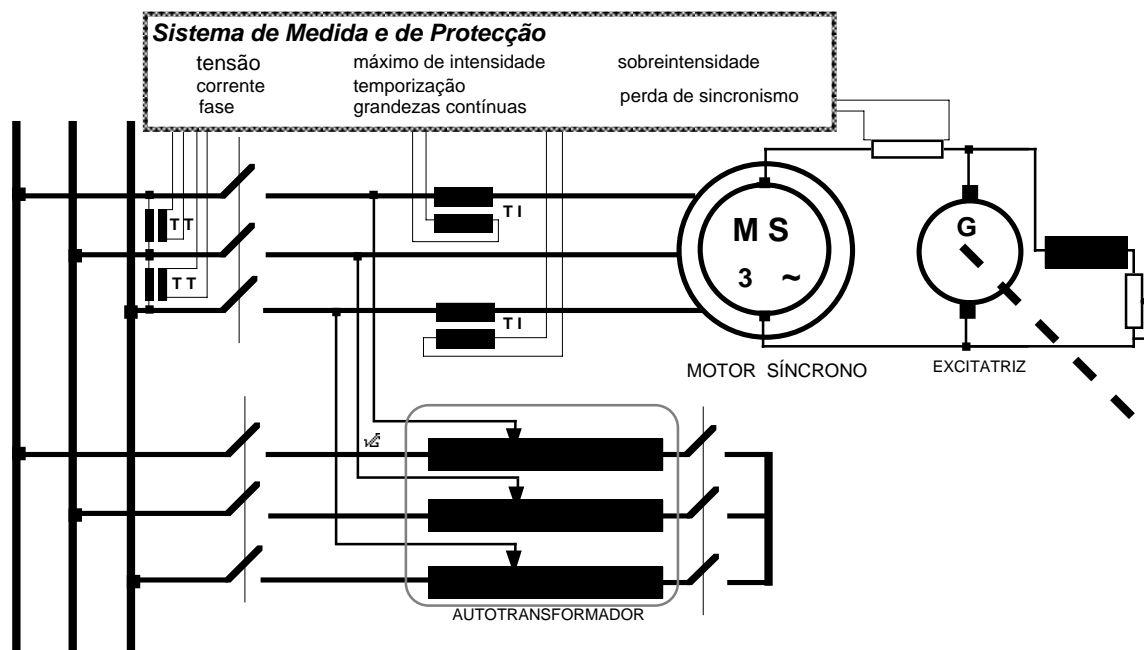 Sistema de Medida e de Protecção
tensão máximo de intensidade sobreintensidade
corrente temporização
fase grandezas contínuas perda de sincronismo
T I
T T
M S
G
T T
3 ~
T I
MOTOR SÍNCRONO
EXCITATRIZ
AUTOTRANSFORMADOR